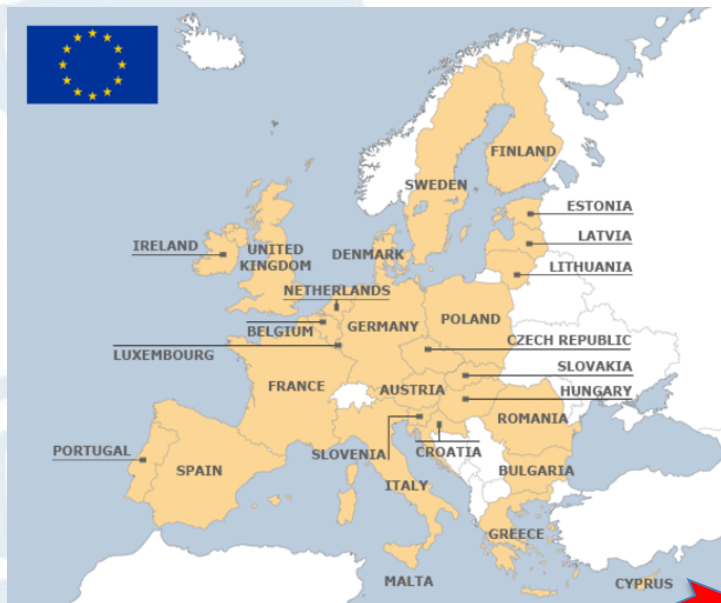 FINLAND
SWEDEN
ESTONIA
LATVIA
LITHUANIA
IRELAND
UNITED
KINGDOM
DENMARK
NETHERLANDS
BELGIUM
GERMANY
POLAND
LUXEMBOURG
CZECH REPUBLIC
SLOVAKIA
FRANCE
AUSTRIA
HUNGARY
ROMANIA
PORTUGAL
SPAIN
SLOVENIA
CROATIA
ITALY
BULGARIA
GREECE
MALTA
CYPRUS